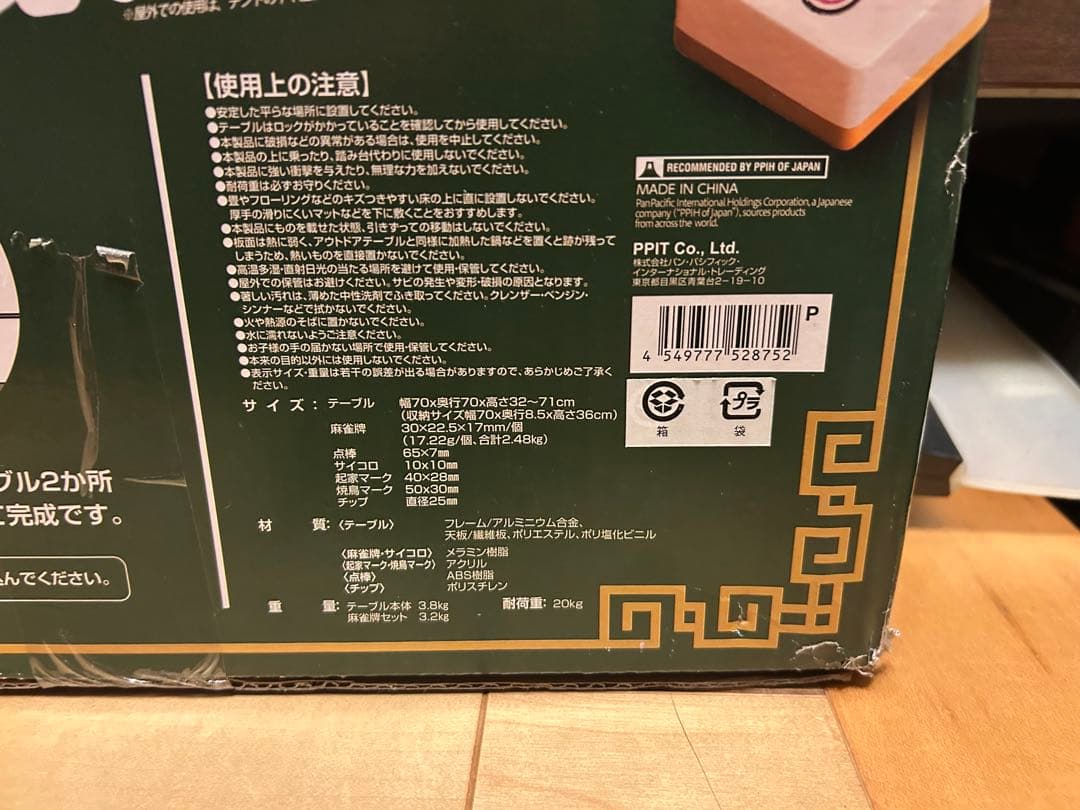 ※屋外での使用は、テントの
【使用上の注意】
●安定した平らな場所に設置してください。
●テーブルはロックがかかっていることを確認してから使用してください。
●本製品に破損などの異常がある場合は、使用を中止してください。
●本製品の上に乗ったり、踏み台代わりに使用しないでください。
●本製品に強い衝撃を与えたり、無理な力を加えないでください。
●耐荷重は必ずお守りください。
●畳やフローリングなどのキズつきやすい床の上に直に設置しないでください。
厚手の滑りにくいマットなどを下に敷くことをおすすめします。
●本製品にものを載せた状態、引きずっての移動はしないでください。
●板面は熱に弱く、アウトドアテーブルと同様に加熱した鍋などを置くと跡が残って
しまうため、熱いものを直接置かないでください。
●高温多湿・直射日光の当たる場所を避けて使用・保管してください。
●屋外での保管はお避けください。サビの発生や変形・破損の原因となります。
●著しい汚れは、薄めた中性洗剤でふき取ってください。クレンザー・ベンジン・
シンナーなどで拭かないでください。
●火や熱源のそばに置かないでください。
●水に濡れないようご注意ください。
●お子様の手の届かない場所で使用・保管してください。
●本来の目的以外には使用しないでください。
●表示サイズ・重量は若干の誤差が出る場合がありますので、あらかじめご了承く
ださい。
サイズ：テーブル 幅70x奥行70x高さ32～71cm
(収納サイズ幅70x奥行8.5x高さ36cm)
麻雀牌 30×22.5×17mm/個
(17.22g/個、合計2.48kg)
点棒 65×7mm
サイコロ 10x10mm
起家マーク 40×28mm
焼鳥マーク 50x30mm
チップ 直径25mm
材質：〈テーブル〉 フレーム/アルミニウム合金、
天板/繊維板、ポリエステル、ポリ塩化ビニル
〈麻雀牌・サイコロ〉 メラミン樹脂
〈起家マーク・焼鳥マーク〉 アクリル
〈点棒〉 ABS樹脂
〈チップ〉 ポリスチレン
重量：テーブル本体 3.8kg 耐荷重：20kg
麻雀牌セット 3.2kg
RECOMMENDED BY PPIH OF JAPAN
MADE IN CHINA
Pan Pacific International Holdings Corporation, a Japanese
company ("PPIH of Japan"), sources products
from across the world.
PPIT Co., Ltd.
株式会社パン・パシフィック・
インターナショナル・トレーディング
東京都目黒区青葉台2-19-10
P
4 549777 528752
プラ
箱 袋
ブル2か所
完成です。
んでください。